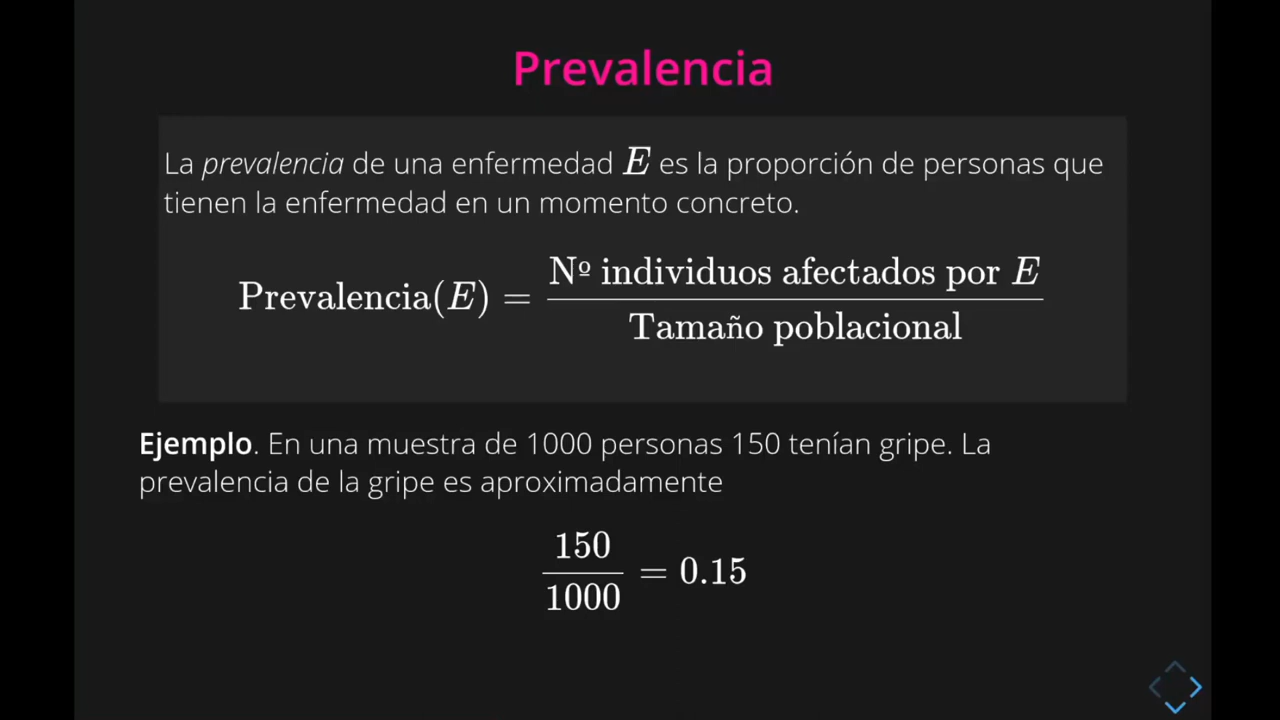 Prevalencia
La prevalencia de una enfermedad E es la proporción de personas que
tienen la enfermedad en un momento concreto.
Prevalencia(E) = Nº individuos afectados por E / Tamaño poblacional
Ejemplo. En una muestra de 1000 personas 150 tenían gripe. La
prevalencia de la gripe es aproximadamente
150 / 1000 = 0.15